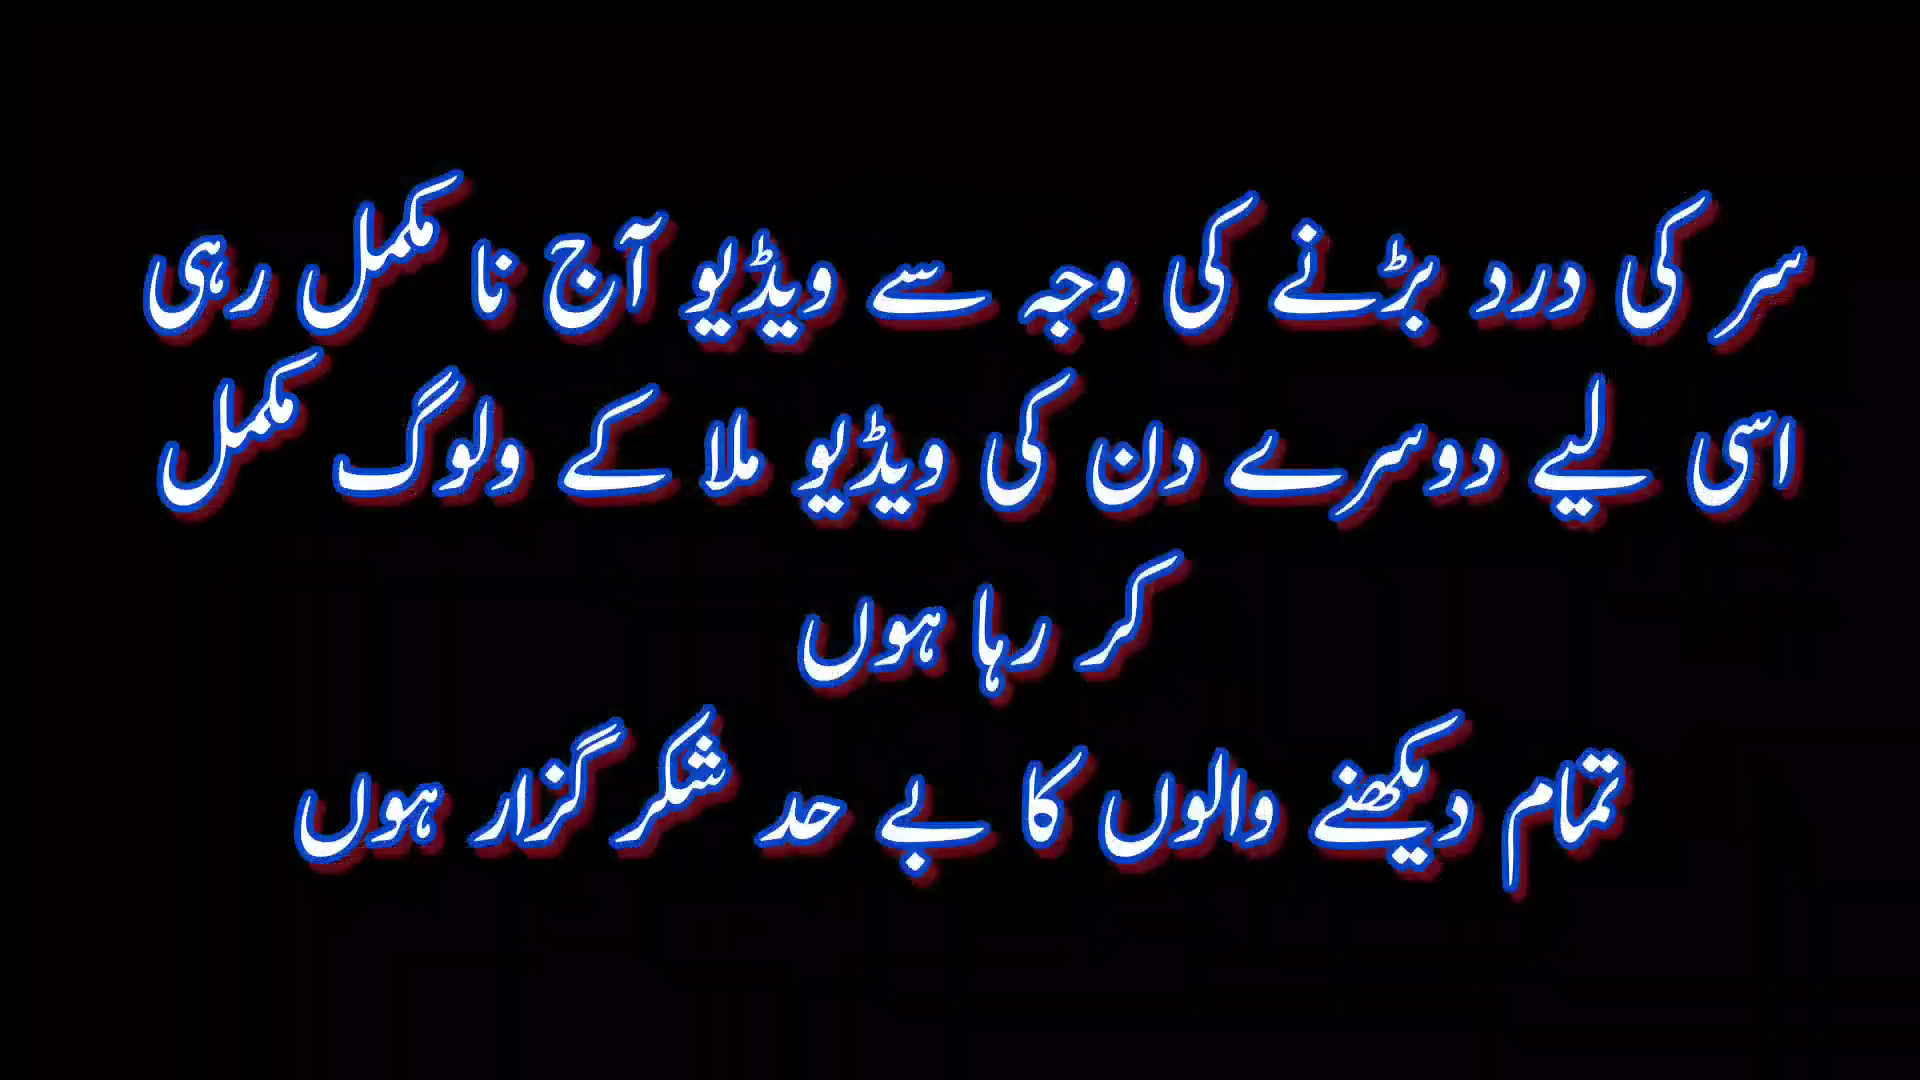 سر کی درد بڑنے کی وجہ سے ویڈیو آج نا مکمل رہی
اسی لیے دوسرے دن کی ویڈیو ملا کے ولوگ مکمل
کر رہا ہوں
تمام دیکھنے والوں کا بے حد شکر گزار ہوں